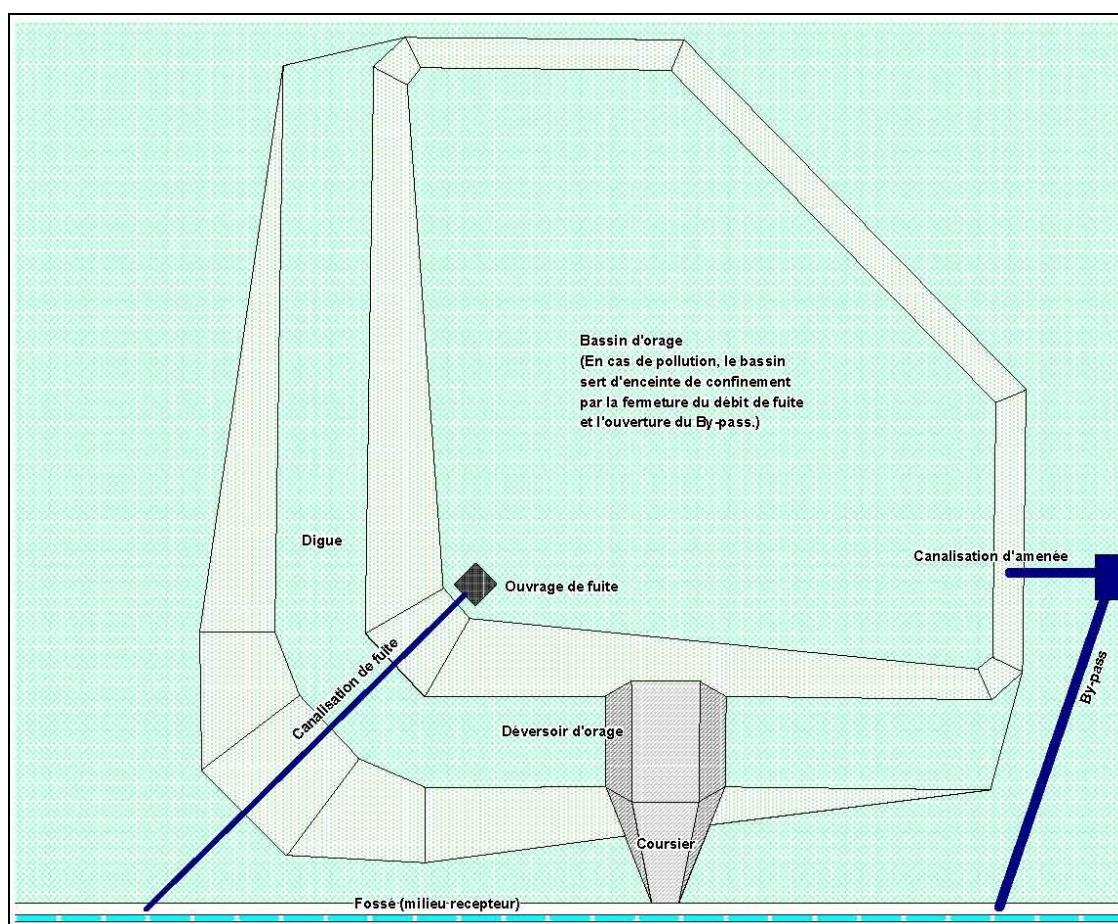 Bassin d'orage
(En cas de pollution, le bassin
sert d'enceinte de confinement
par la fermeture du débit de fuite
et l'ouverture du By-pass.)
Digue
Canalisation d'amenée
Ouvrage de fuite
Canalisation de fuite
By-pass
Déversoir d'orage
Coursier
Fossé (milieu recepteur)